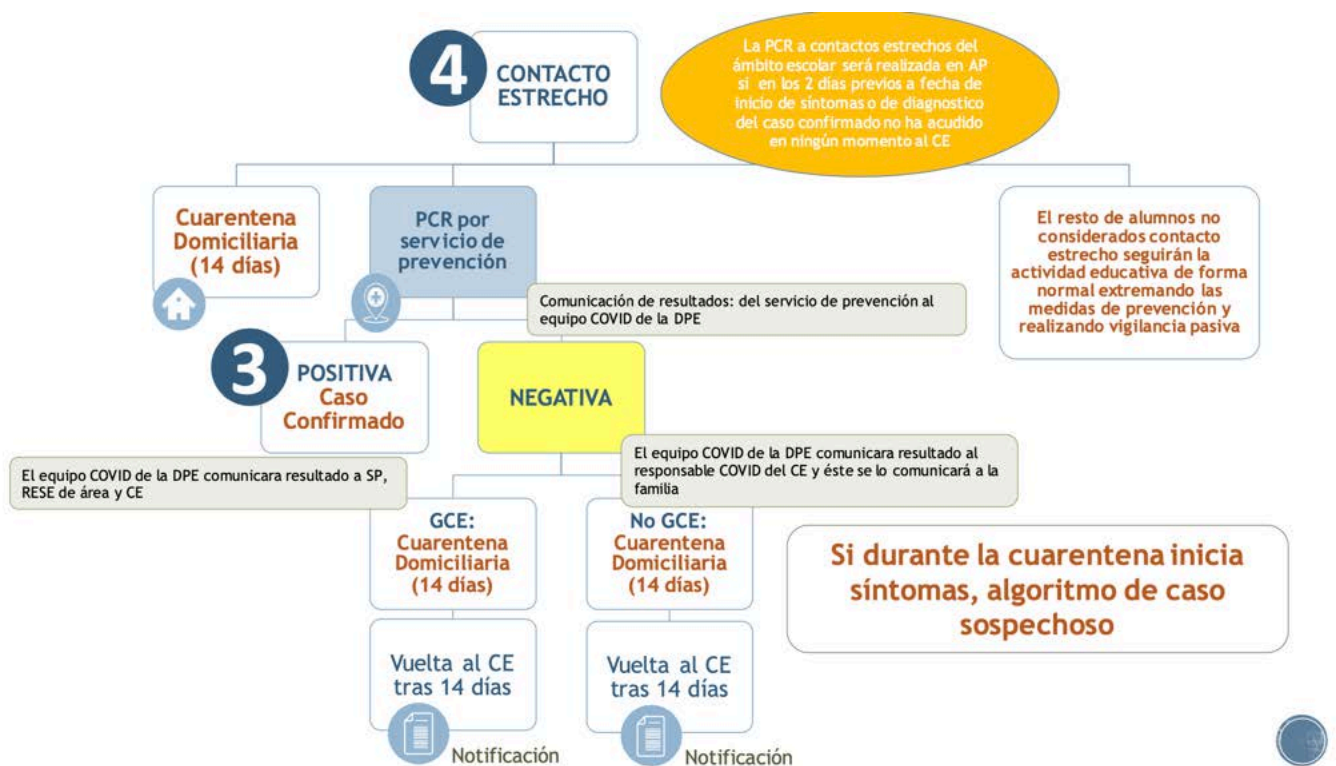 4
CONTACTO
ESTRECHO
La PCR a contactos estrechos del
ámbito escolar será realizada en AP
si en los 2 días previos a fecha de
inicio de síntomas o de diagnostico
del caso confirmado no ha acudido
en ningún momento al CE
Cuarentena
Domiciliaria
(14 días)
PCR por
servicio de
prevención
El resto de alumnos no
considerados contacto
estrecho seguirán la
actividad educativa de forma
normal extremando las
medidas de prevención y
realizando vigilancia pasiva
Comunicación de resultados: del servicio de prevención al
equipo COVID de la DPE
3
POSITIVA
Caso
Confirmado
NEGATIVA
El equipo COVID de la DPE comunicara resultado a SP,
RESE de área y CE
El equipo COVID de la DPE comunicara resultado al
responsable COVID del CE y éste se lo comunicará a la
familia
GCE:
Cuarentena
Domiciliaria
(14 días)
No GCE:
Cuarentena
Domiciliaria
(14 días)
Si durante la cuarentena inicia
síntomas, algoritmo de caso
sospechoso
Vuelta al CE
tras 14 días
Vuelta al CE
tras 14 días
Notificación
Notificación